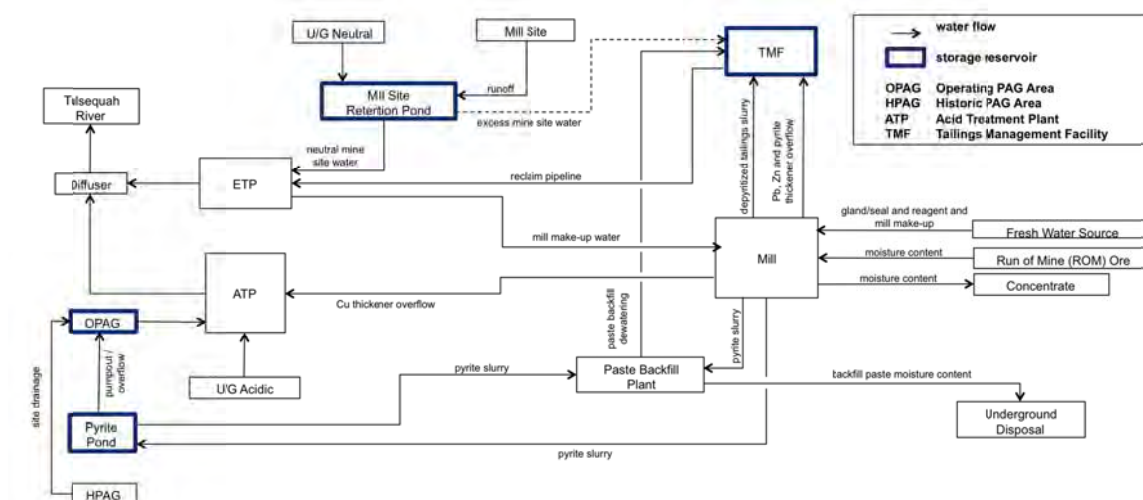 U/G Neutral
Mill Site
TMF
water flow
storage reservoir
OPAG Operating PAG Area
HPAG Historic PAG Area
ATP Acid Treatment Plant
TMF Tailings Management Facility
Tulsequah
River
Mill Site
Retention Pond
runoff
excess mine site water
neutral mine
site water
Diffuser
ETP
reclaim pipeline
depyritized tailings slurry
Pb, Zn and pyrite
thickener overflow
gland/seal and reagent and
mill make-up
Fresh Water Source
mill make-up water
Mill
moisture content
Run of Mine (ROM) Ore
moisture content
Concentrate
ATP
Cu thickener overflow
OPAG
paste backfill
dewatering
pyrite slurry
pumpout /
overflow
U/G Acidic
pyrite slurry
Paste Backfill
Plant
backfill paste moisture content
site drainage
Pyrite
Pond
pyrite slurry
Underground
Disposal
HPAG